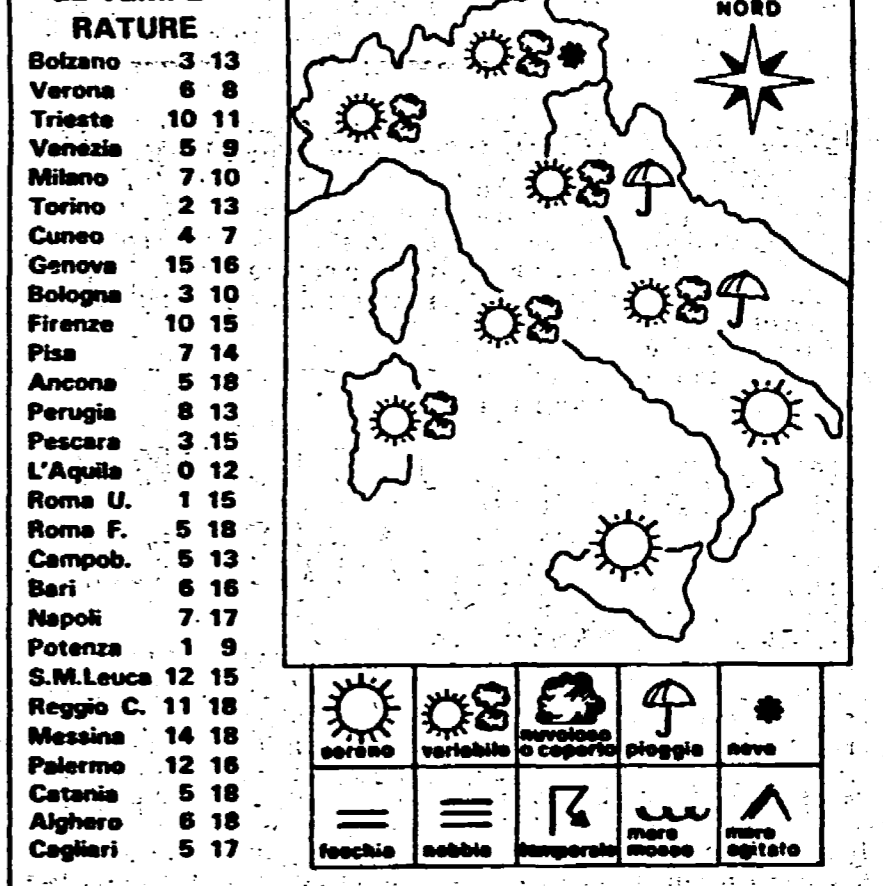 RATURE
Bolzano 3 13
Verona 6 8
Trieste 10 11
Venezia 5 9
Milano 7 10
Torino 2 13
Cuneo 4 7
Genova 15 16
Bologna 3 10
Firenze 10 15
Pisa 7 14
Ancona 5 18
Perugia 8 13
Pescara 3 15
L'Aquila 0 12
Roma U. 1 15
Roma F. 5 18
Campob. 5 13
Bari 6 16
Napoli 7 17
Potenza 1 9
S.M.Leuca 12 15
Reggio C. 11 18
Messina 14 18
Palermo 12 16
Catania 5 18
Alghero 6 18
Cagliari 5 17
NORD
sereno
variabile
nuvoloso
o coperto
pioggia
neve
foschia
nebbia
temporale
mare
mosso
mare
agitato